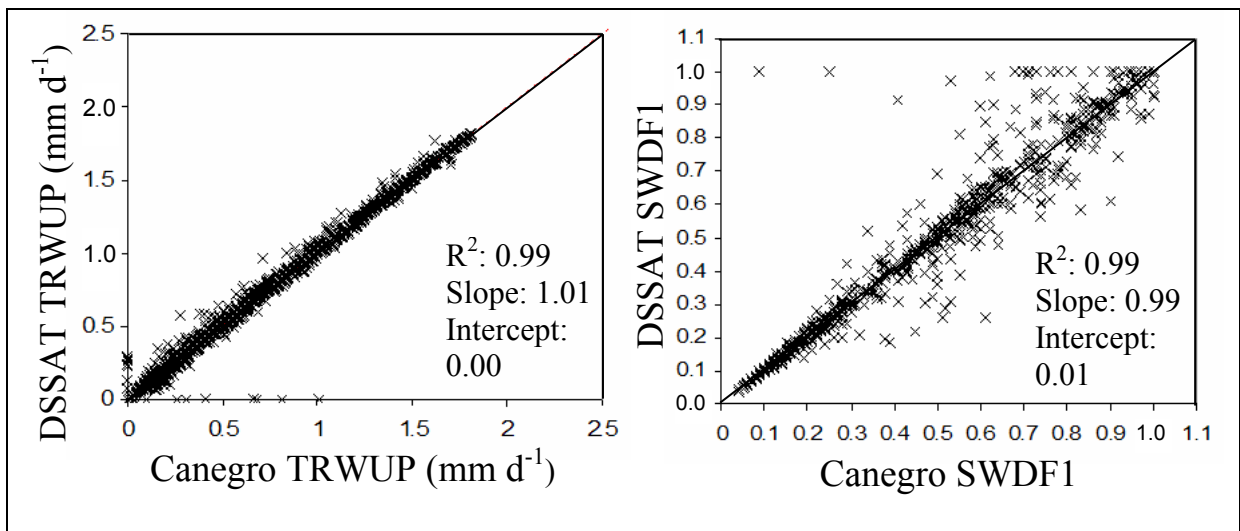 DSSAT TRWUP (mm d-1)
2.5
2.0
1.5
1.0
0.5
0
0 0.5 1 1.5 2 2.5
R2: 0.99
Slope: 1.01
Intercept:
0.00
Canegro TRWUP (mm d-1)
DSSAT SWDF1
1.1
1.0
0.9
0.8
0.7
0.6
0.5
0.4
0.3
0.2
0.1
0.0
0 0.1 0.2 0.3 0.4 0.5 0.6 0.7 0.8 0.9 1.0 1.1
R2: 0.99
Slope: 0.99
Intercept:
0.01
Canegro SWDF1